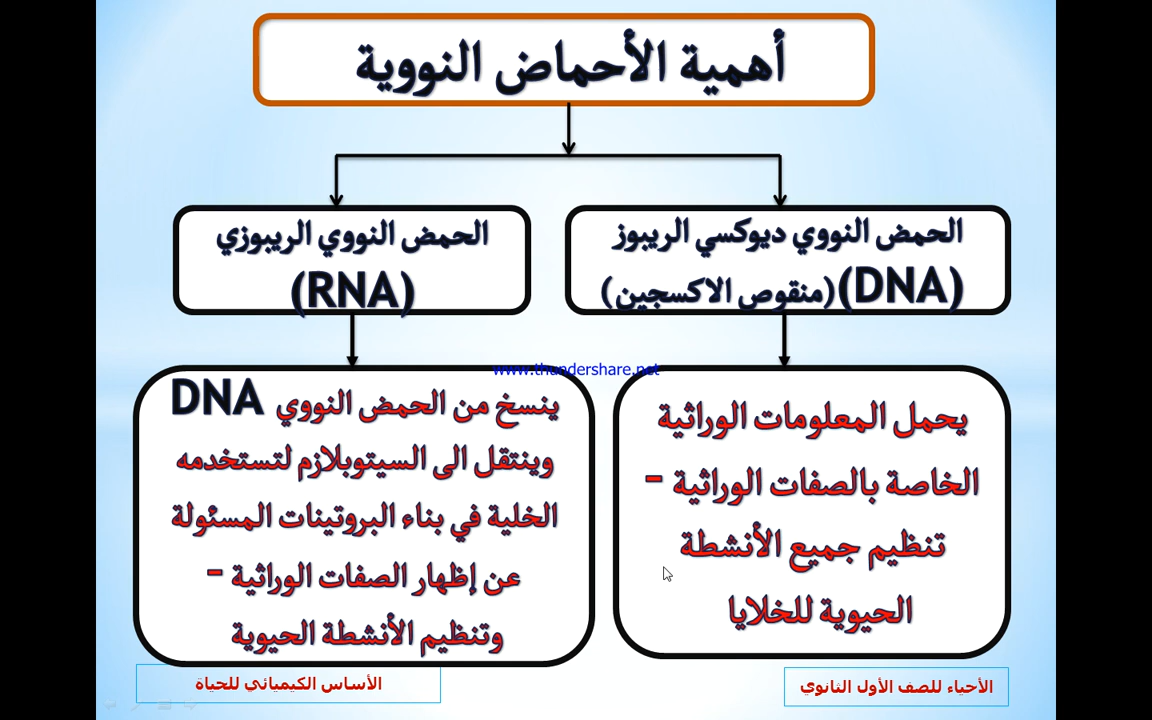 أهمية الأحماض النووية
الحمض النووي ديوكسي الريبوز
(DNA)(منقوص الاكسجين)
الحمض النووي الريبوزي
(RNA)
www.thundershare.net
يحمل المعلومات الوراثية
الخاصة بالصفات الوراثية -
تنظيم جميع الأنشطة
الحيوية للخلايا
ينسخ من الحمض النووي DNA
وينتقل الى السيتوبلازم لتستخدمه
الخلية في بناء البروتينات المسئولة
عن إظهار الصفات الوراثية -
وتنظيم الأنشطة الحيوية
الأحياء للصف الأول الثانوي
الأساس الكيميائي للحياة